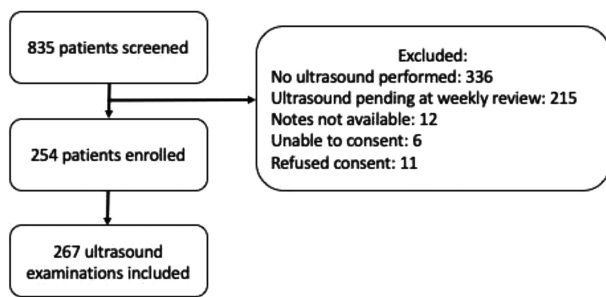 835 patients screened
Excluded:
No ultrasound performed: 336
Ultrasound pending at weekly review: 215
Notes not available: 12
Unable to consent: 6
Refused consent: 11
254 patients enrolled
267 ultrasound
examinations included